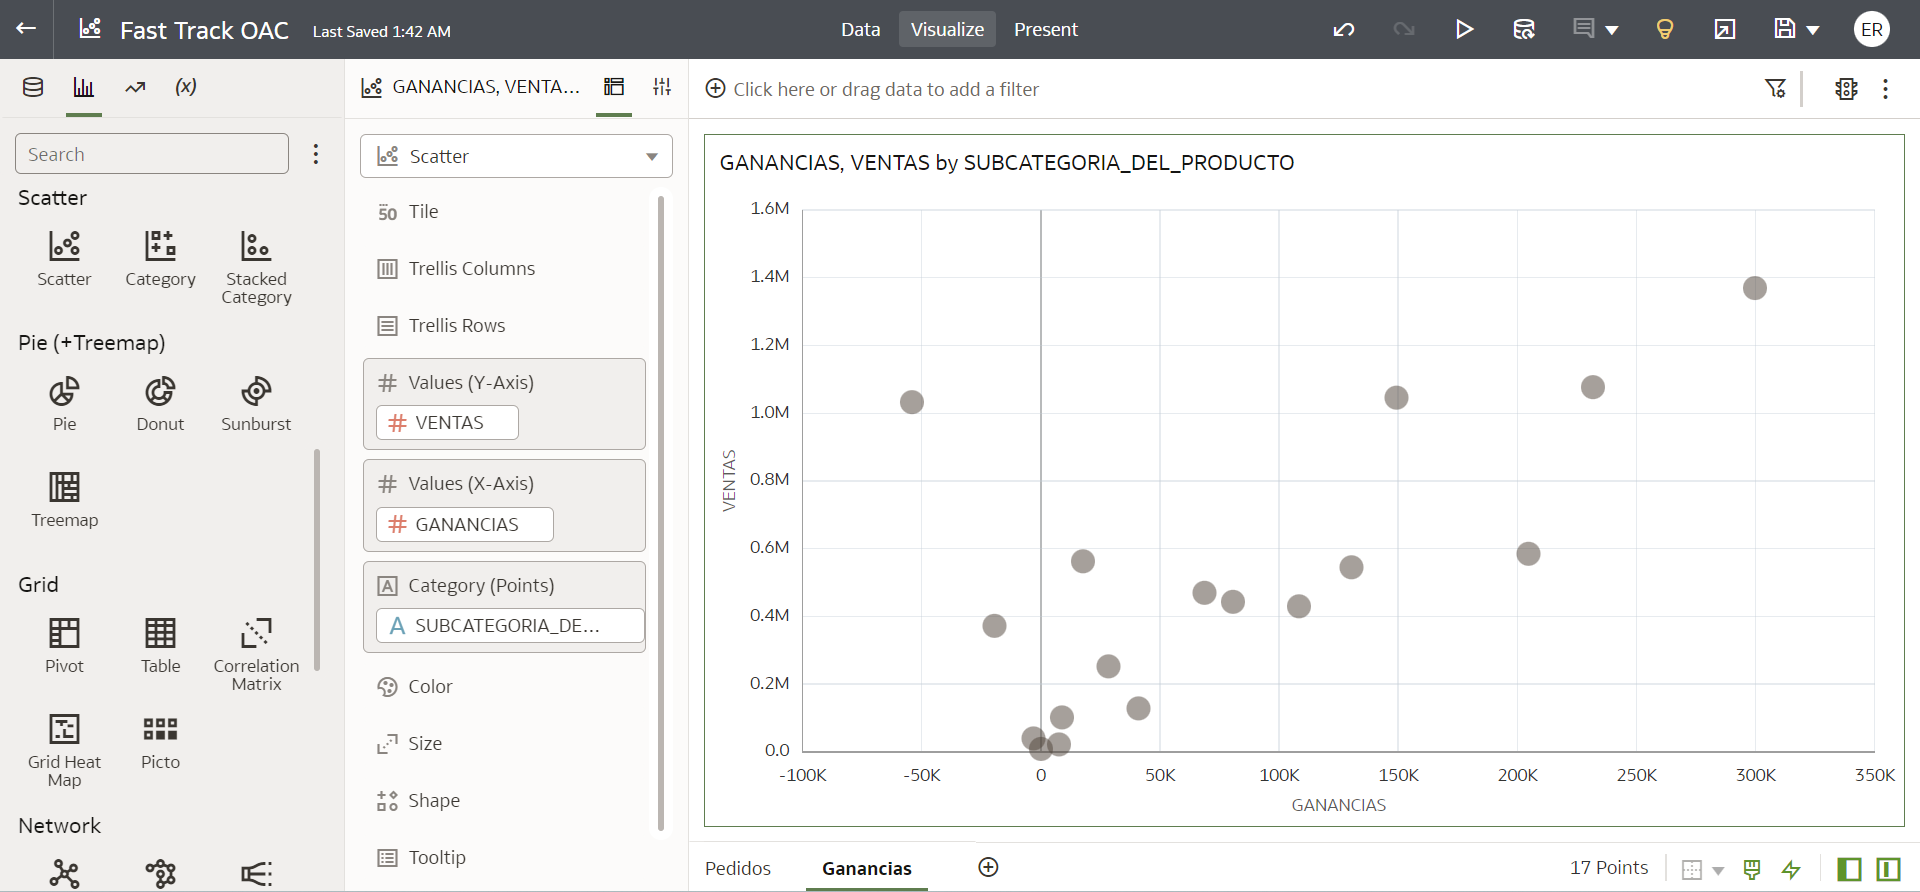 Fast Track OAC
Last Saved 1:42 AM
Data
Visualize
Present
ER
(x)
Search
Scatter
Scatter
Category
Stacked
Category
Pie (+Treemap)
Pie
Donut
Sunburst
Treemap
Grid
Pivot
Table
Correlation
Matrix
Grid Heat
Map
Picto
Network
GANANCIAS, VENTA...
Scatter
50 Tile
Trellis Columns
Trellis Rows
# Values (Y-Axis)
# VENTAS
# Values (X-Axis)
# GANANCIAS
A Category (Points)
A SUBCATEGORIA_DE...
Color
Size
Shape
Tooltip
Click here or drag data to add a filter
GANANCIAS, VENTAS by SUBCATEGORIA_DEL_PRODUCTO
1.6M
1.4M
1.2M
1.0M
0.8M
0.6M
0.4M
0.2M
0.0
VENTAS
-100K
-50K
0
50K
100K
150K
200K
250K
300K
350K
GANANCIAS
Pedidos
Ganancias
17 Points